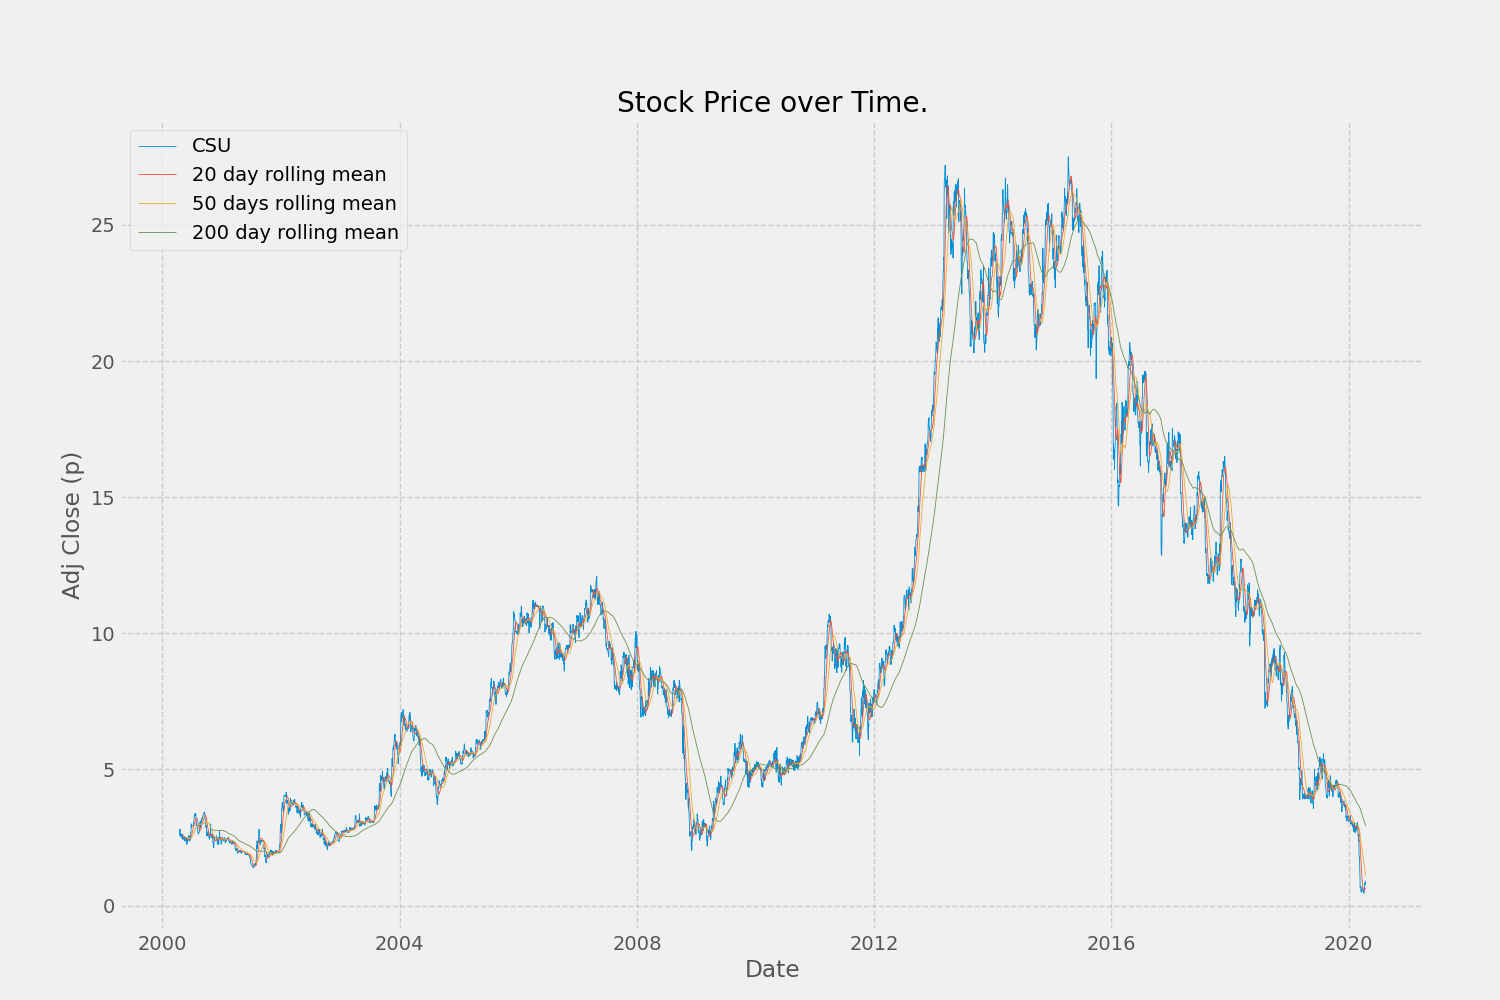 Stock Price over Time.
CSU
20 day rolling mean
50 days rolling mean
200 day rolling mean
Adj Close (p)
25
20
15
10
5
0
2000 2004 2008 2012 2016 2020
Date